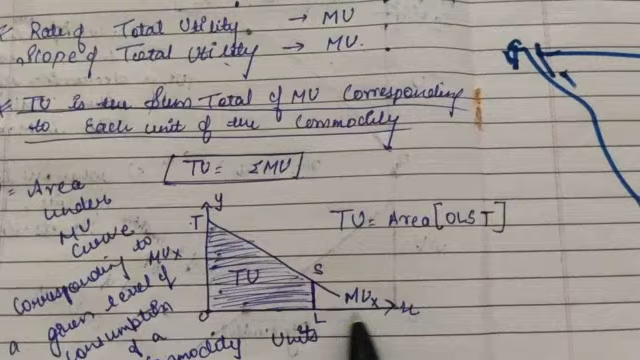 Rate of Total Utility → MU
Slope of Total Utility → MU.
TU is the Sum Total of MU Corresponding
to Each unit of the Commodity
[TU = ΣMU]
= Area
under
MU
Curve
Corresponding to MUx
given level of
Consumption
of a
Commodity Units
y
T
TU
S
TU = Area [OLST]
MUx
x
O
L
a